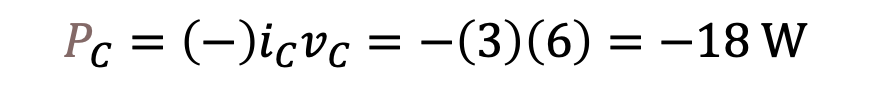 P_C = (−)i_C v_C = −(3)(6) = −18 W